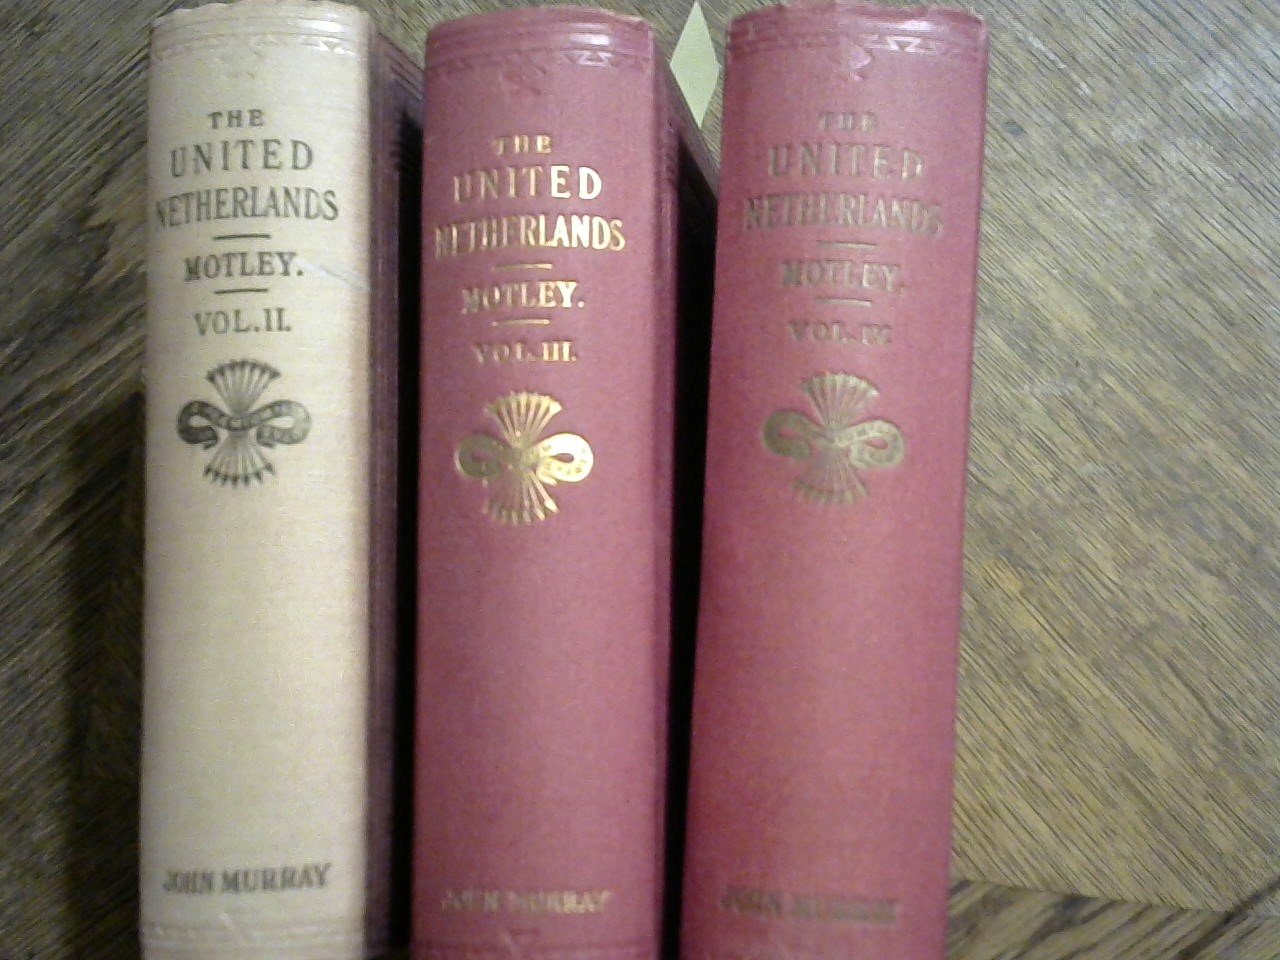 THE
UNITED
NETHERLANDS
MOTLEY.
VOL. II.
JOHN MURRAY
THE
UNITED
NETHERLANDS
MOTLEY.
VOL. III.
JOHN MURRAY
THE
UNITED
NETHERLANDS
MOTLEY.
VOL. IV.
JOHN MURRAY